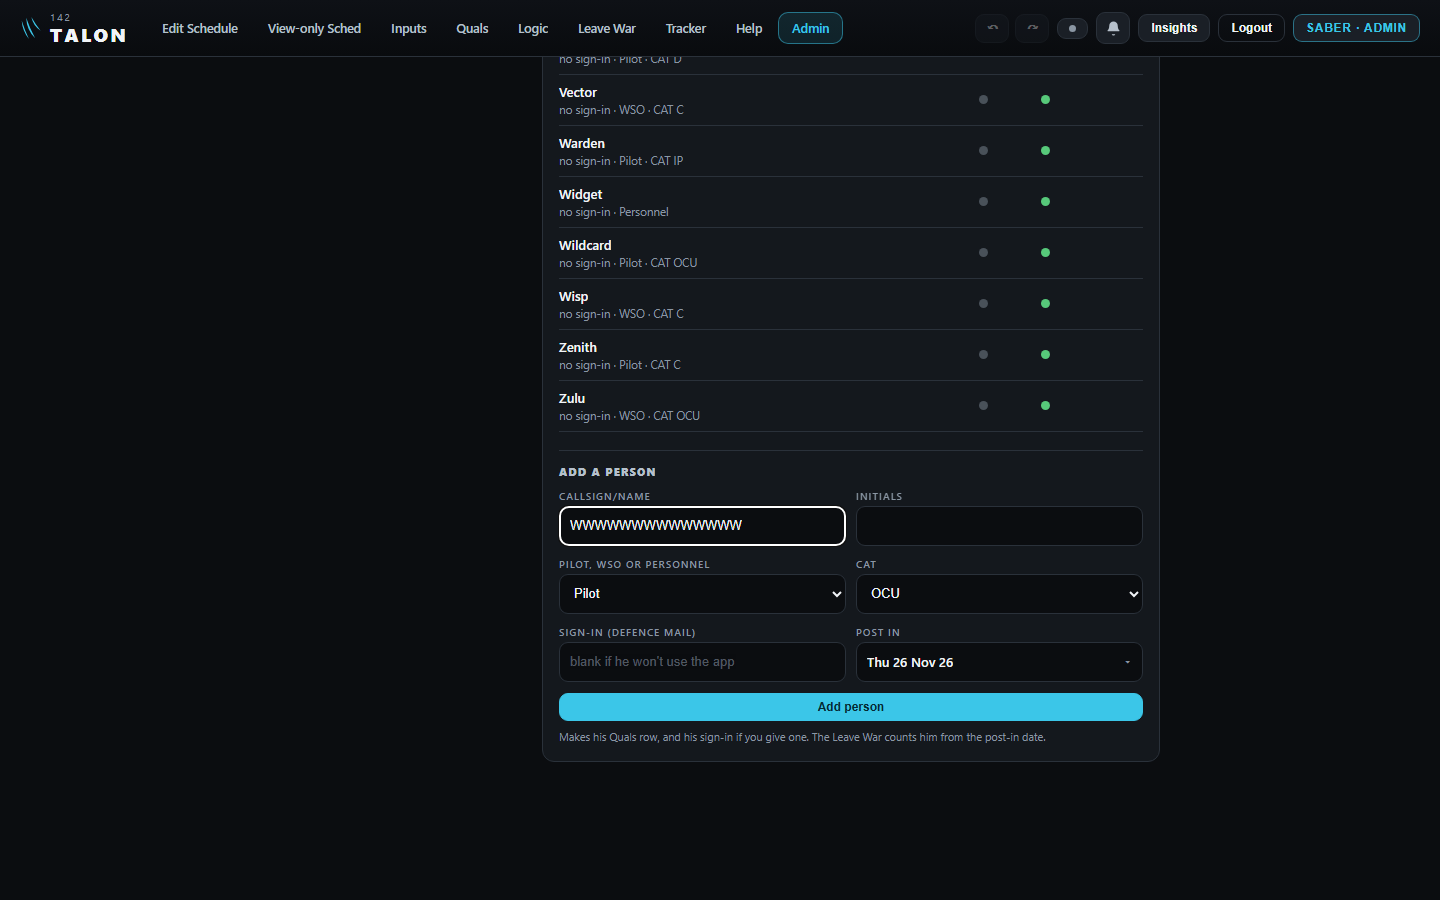 142
TALON
Edit Schedule
View-only Sched
Inputs
Quals
Logic
Leave War
Tracker
Help
Admin
Insights
Logout
SABER · ADMIN
no sign-in · Pilot · CAT D
Vector
no sign-in · WSO · CAT C
Warden
no sign-in · Pilot · CAT IP
Widget
no sign-in · Personnel
Wildcard
no sign-in · Pilot · CAT OCU
Wisp
no sign-in · WSO · CAT C
Zenith
no sign-in · Pilot · CAT C
Zulu
no sign-in · WSO · CAT OCU
ADD A PERSON
CALLSIGN/NAME
INITIALS
PILOT, WSO OR PERSONNEL
CAT
Pilot
OCU
SIGN-IN (DEFENCE MAIL)
POST IN
blank if he won't use the app
Thu 26 Nov 26
Add person
Makes his Quals row, and his sign-in if you give one. The Leave War counts him from the post-in date.